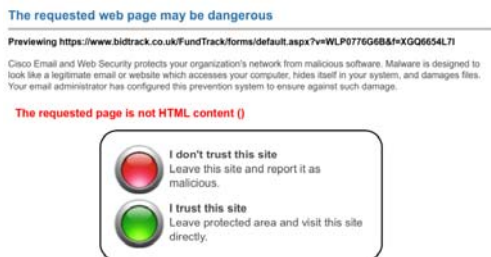 The requested web page may be dangerous
Previewing https://www.bidtrack.co.uk/FundTrack/forms/default.aspx?v=WLP0776G6B&f=XGQ6654L7I
Cisco Email and Web Security protects your organization's network from malicious software. Malware is designed to
look like a legitimate email or website which accesses your computer, hides itself in your system, and damages files.
Your email administrator has configured this prevention system to ensure against such damage.
The requested page is not HTML content ()
I don't trust this site
Leave this site and report it as
malicious.
I trust this site
Leave protected area and visit this site
directly.